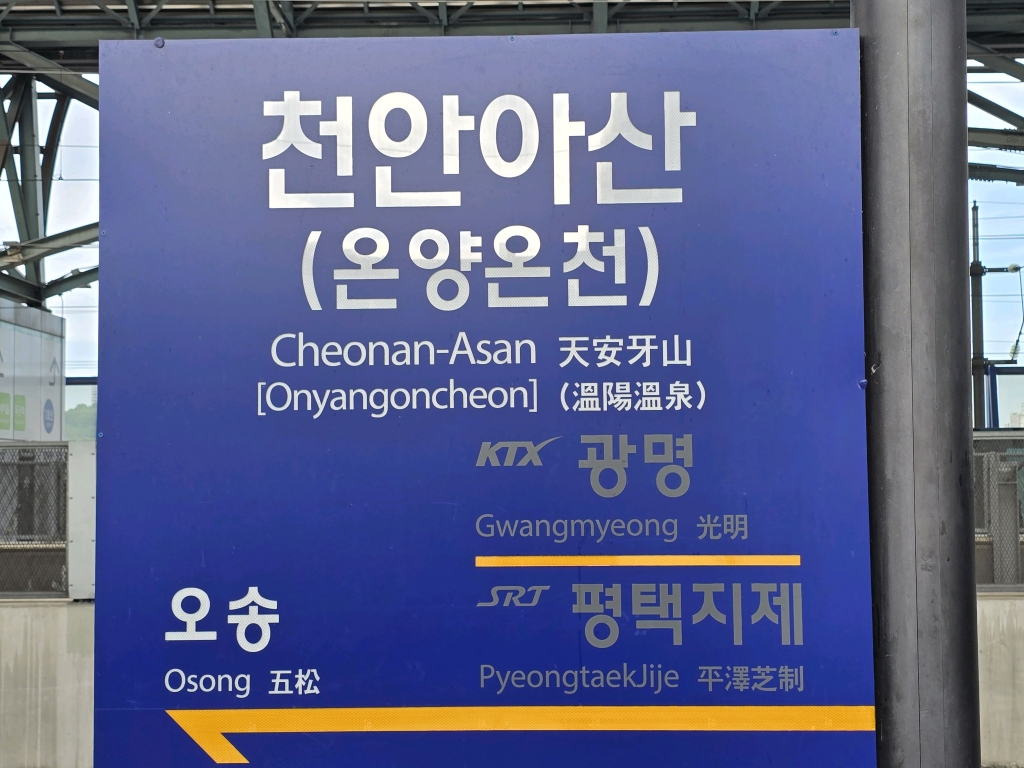 천안아산
(온양온천)
Cheonan-Asan 天安牙山
[Onyangoncheon] (溫陽溫泉)
KTX 광명
Gwangmyeong 光明
SRT 평택지제
PyeongtaekJije 平澤芝制
오송
Osong 五松